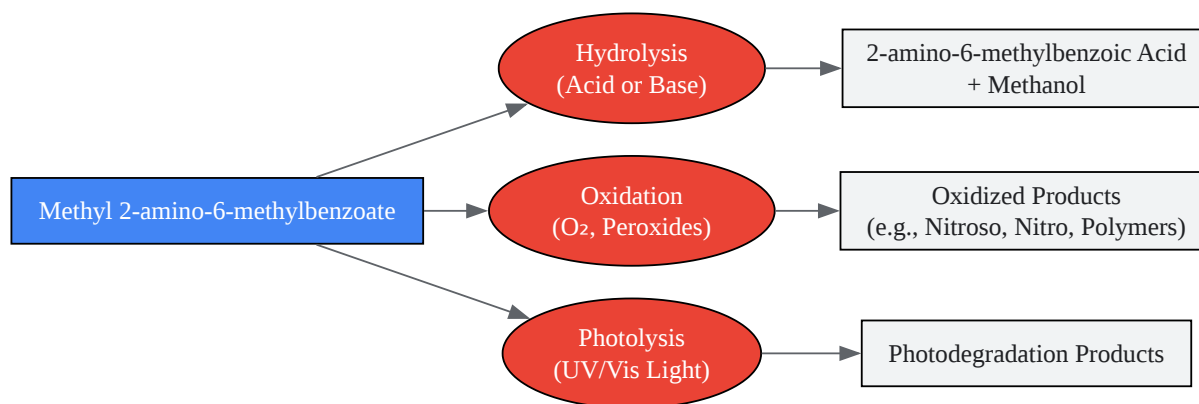 Hydrolysis
(Acid or Base)
2-amino-6-methylbenzoic Acid
+ Methanol
Methyl 2-amino-6-methylbenzoate
Oxidation
(O₂, Peroxides)
Oxidized Products
(e.g., Nitroso, Nitro, Polymers)
Photolysis
(UV/Vis Light)
Photodegradation Products